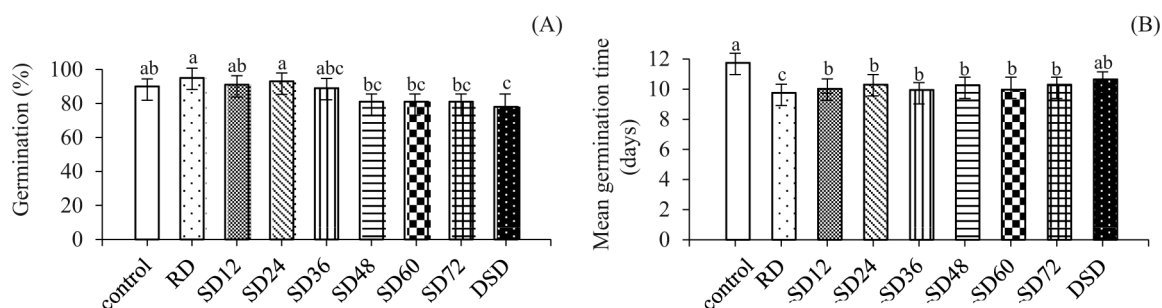 (A)
Germination (%)
100
80
60
40
20
0
ab a ab a abc bc bc bc c
control RD SD12 SD24 SD36 SD48 SD60 SD72 DSD
(B)
Mean germination time
(days)
12
10
8
6
4
2
0
a c b b b b b b ab
control RD SD12 SD24 SD36 SD48 SD60 SD72 DSD